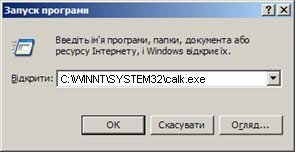 Запуск програми
Введіть ім'я програми, папки, документа або
ресурсу Інтернету, і Windows відкриє їх.
Відкрити: C:\WINNT\SYSTEM32\calk.exe
ОК Скасувати Огляд...